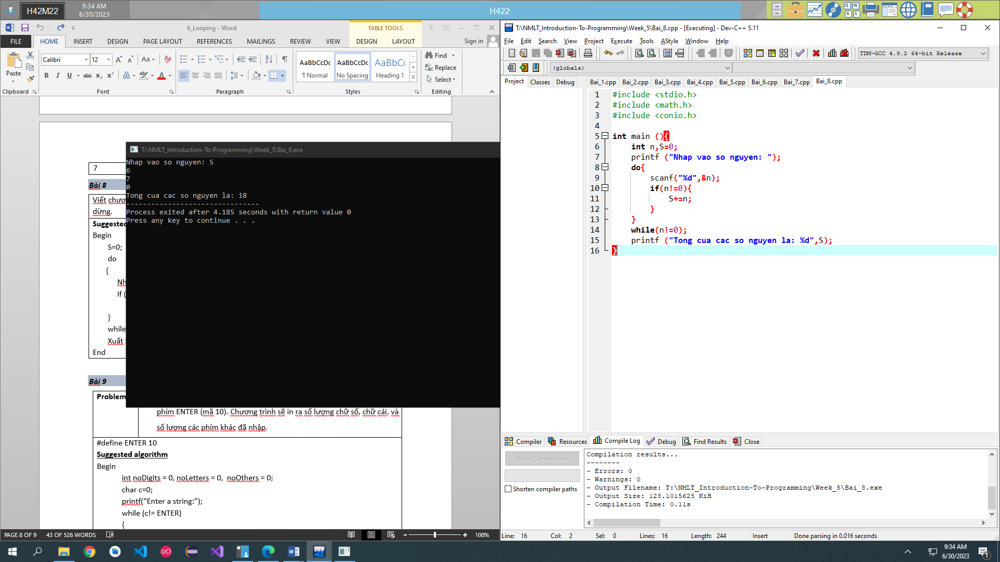 H42M22
9:34 AM
6/30/2023
H422
6_Looping - Word
TABLE TOOLS
FILE
HOME
INSERT
DESIGN
PAGE LAYOUT
REFERENCES
MAILINGS
REVIEW
VIEW
DESIGN
LAYOUT
Sign in
Paste
Calibri
12
AaBbCcDc
AaBbCcDc
AaBbCc
¶ Normal
No Spacing
Heading 1
Find
Replace
Select
Clipboard
Font
Paragraph
Styles
Editing
7
Bài 8
Viết chươ
dừng.
Suggested
Begin
S=0;
do
{
Nh
If (
}
while
Xuất
End
Bài 9
Problem
phím ENTER (mã 10). Chương trình sẽ in ra số lượng chữ số, chữ cái, và
số lượng các phím khác đã nhập.
#define ENTER 10
Suggested algorithm
Begin
int noDigits = 0, noLetters = 0, noOthers = 0;
char c=0;
printf(“Enter a string:”);
while (c!= ENTER)
{
PAGE 8 OF 9
43 OF 526 WORDS
100%
T:\NMLT_Introduction-To-Programming\Week_5\Bai_8.exe
Nhap vao so nguyen: 5
6
7
0
Tong cua cac so nguyen la: 18
--------------------------------
Process exited after 4.185 seconds with return value 0
Press any key to continue . . .
T:\NMLT_Introduction-To-Programming\Week_5\Bai_8.cpp - [Executing] - Dev-C++ 5.11
File Edit Search View Project Execute Tools AStyle Window Help
TDM-GCC 4.9.2 64-bit Release
(globals)
Project Classes Debug
Bai_1.cpp Bai_2.cpp Bai_3.cpp Bai_4.cpp Bai_5.cpp Bai_6.cpp Bai_7.cpp Bai_8.cpp
1 #include <stdio.h>
2 #include <math.h>
3 #include <conio.h>
4
5 int main (){
6 int n,S=0;
7 printf ("Nhap vao so nguyen: ");
8 do{
9 scanf("%d",&n);
10 if(n!=0){
11 S+=n;
12 }
13 }
14 while(n!=0);
15 printf ("Tong cua cac so nguyen la: %d",S);
16 }
Compiler Resources Compile Log Debug Find Results Close
Abort Compilation
Shorten compiler paths
Compilation results...
--------
- Errors: 0
- Warnings: 0
- Output Filename: T:\NMLT_Introduction-To-Programming\Week_5\Bai_8.exe
- Output Size: 128.1015625 KiB
- Compilation Time: 0.11s
Line: 16 Col: 2 Sel: 0 Lines: 16 Length: 244 Insert Done parsing in 0.016 seconds
9:34 AM
6/30/2023
1